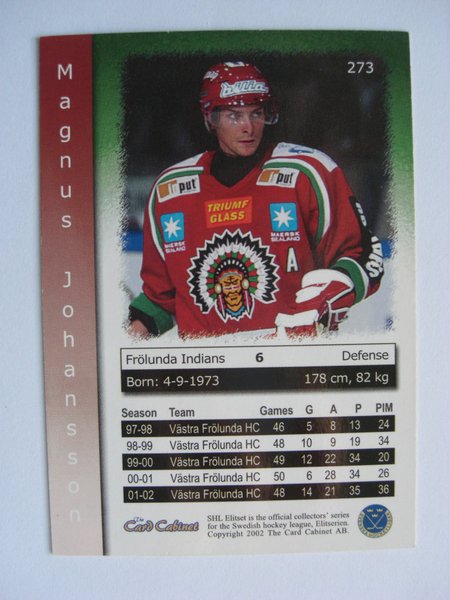 Magnus Johansson
273
put
put
TRIUMF
GLASS
MAERSK
SEALAND
MAERSK
SEALAND
A
Frölunda Indians 6 Defense
Born: 4-9-1973 178 cm, 82 kg
Season Team Games G A P PIM
97-98 Västra Frölunda HC 46 5 8 13 24
98-99 Västra Frölunda HC 48 10 9 19 34
99-00 Västra Frölunda HC 49 12 22 34 20
00-01 Västra Frölunda HC 50 6 28 34 26
01-02 Västra Frölunda HC 48 14 21 35 36
The
Card Cabinet
SHL Elitset is the official collectors' series
for the Swedish hockey league, Elitserien.
Copyright 2002 The Card Cabinet AB.